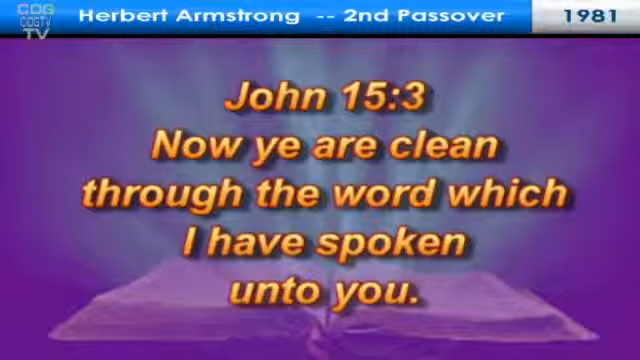 CDG
COGTV
TV
Herbert Armstrong -- 2nd Passover
1981
John 15:3
Now ye are clean
through the word which
I have spoken
unto you.